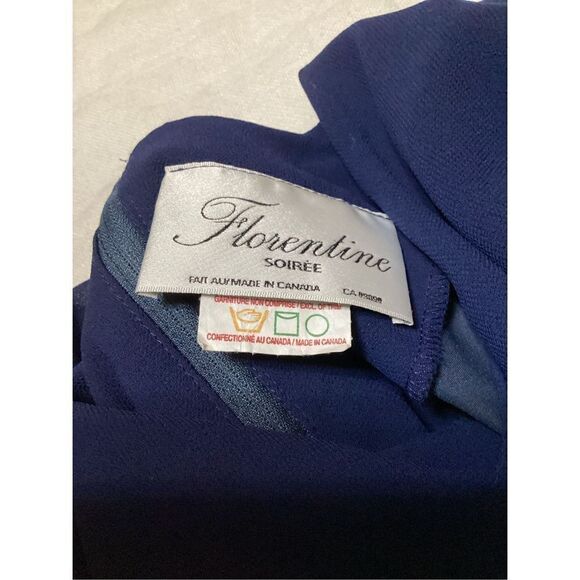 Florentine
SOIRÉE
FAIT AU/MADE IN CANADA CA
GARNITURE NON COMPRISE / EXCL. OF TRIM
CONFECTIONNÉ AU CANADA / MADE IN CANADA